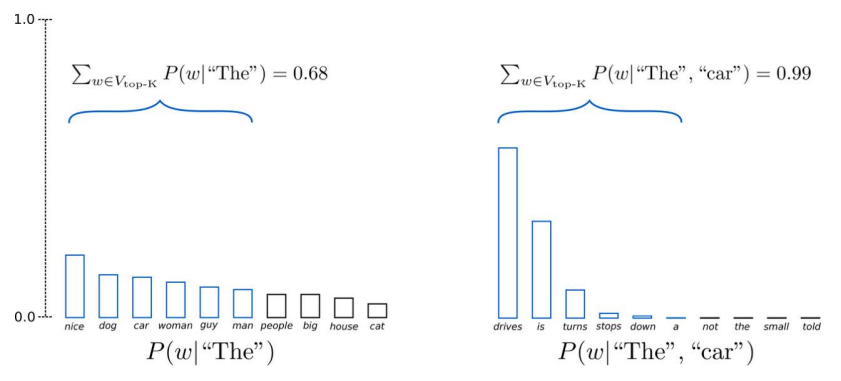 1.0
∑w∈Vtop-K P(w|“The”) = 0.68
∑w∈Vtop-K P(w|“The”, “car”) = 0.99
0.0
nice dog car woman guy man people big house cat
drives is turns stops down a not the small told
P(w|“The”)
P(w|“The”, “car”)